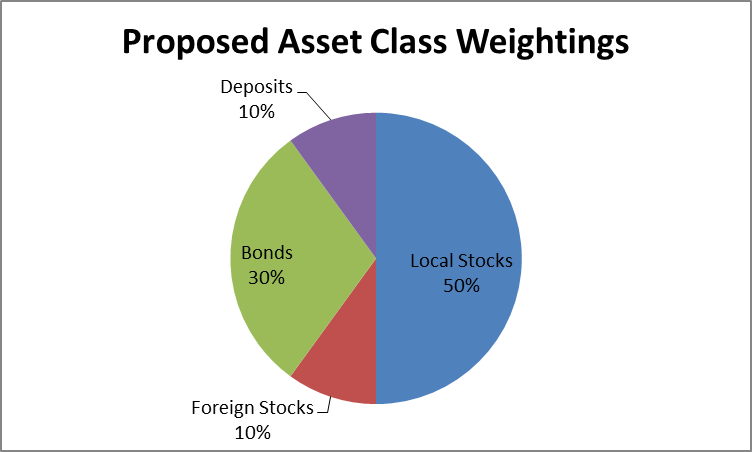 Proposed Asset Class Weightings
Deposits
10%
Bonds
30%
Local Stocks
50%
Foreign Stocks
10%